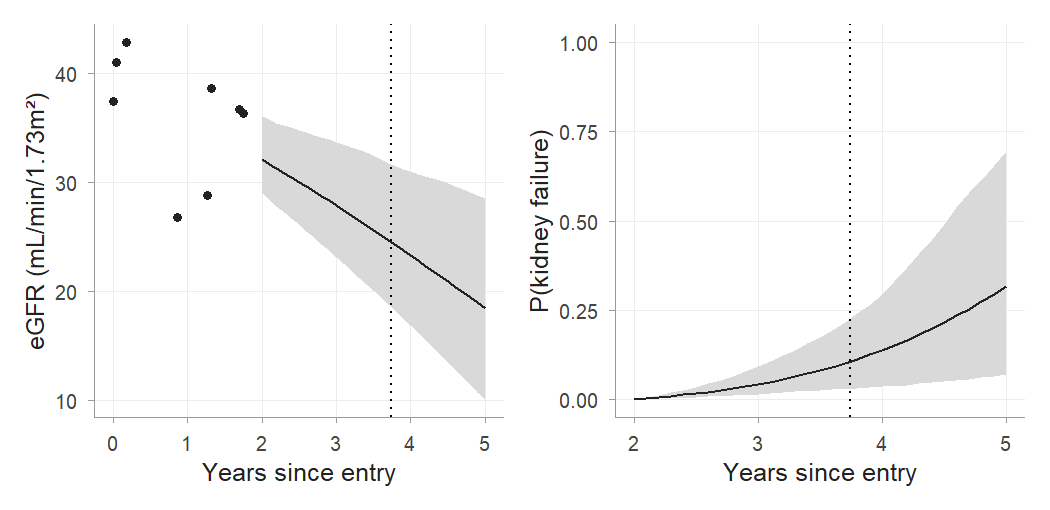 eGFR (mL/min/1.73m²)
40
30
20
10
0 1 2 3 4 5
Years since entry
P(kidney failure)
1.00
0.75
0.50
0.25
0.00
2 3 4 5
Years since entry